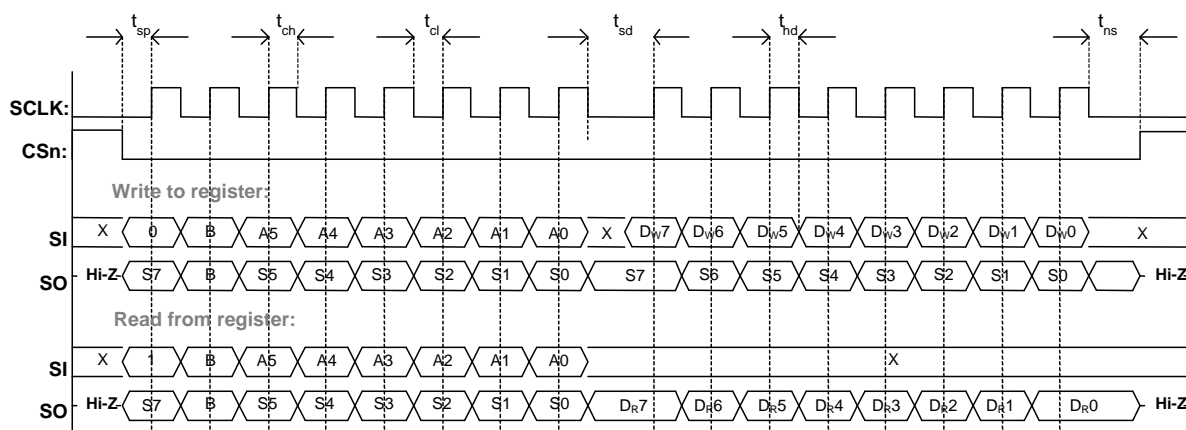 tsp tch tcl tsd thd tns
SCLK:
CSn:
Write to register:
SI X 0 B A5 A4 A3 A2 A1 A0 X DW7 DW6 DW5 DW4 DW3 DW2 DW1 DW0 X
SO Hi-Z S7 B S5 S4 S3 S2 S1 S0 S7 S6 S5 S4 S3 S2 S1 S0 Hi-Z
Read from register:
SI X 1 B A5 A4 A3 A2 A1 A0 X
SO Hi-Z S7 B S5 S4 S3 S2 S1 S0 DR7 DR6 DR5 DR4 DR3 DR2 DR1 DR0 Hi-Z